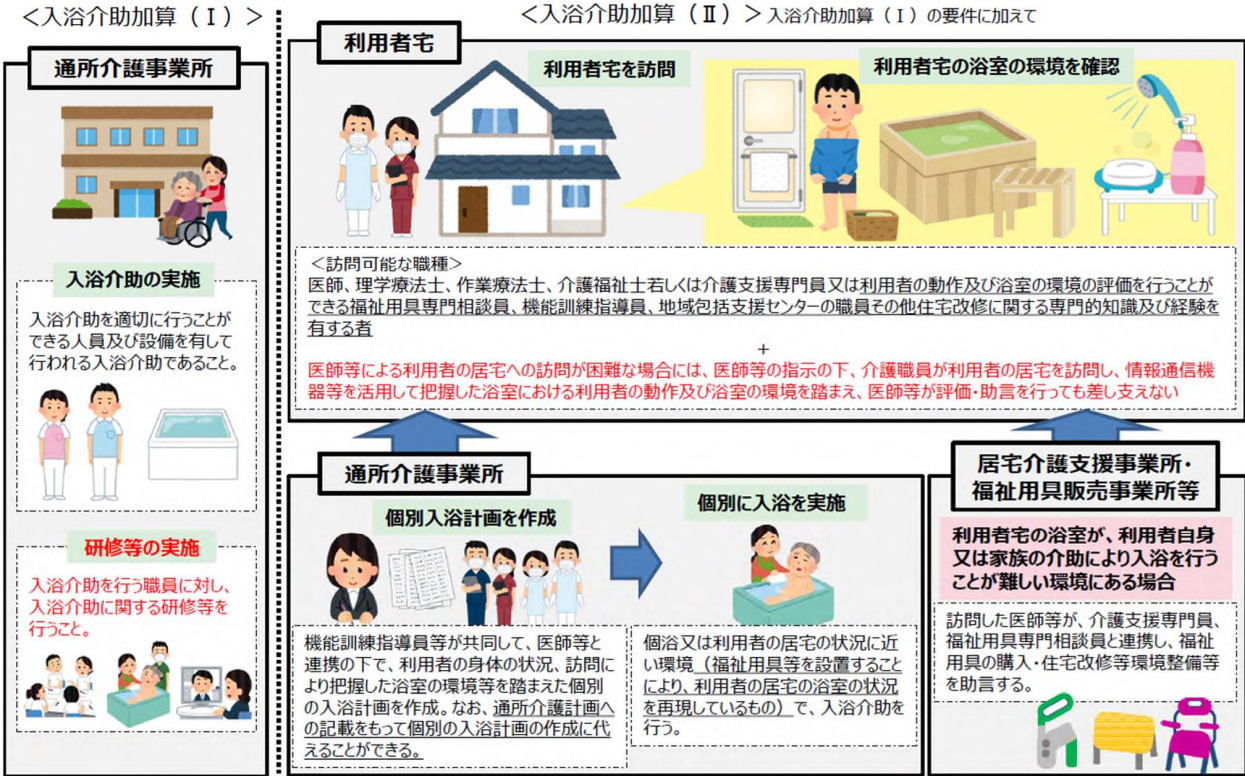 <入浴介助加算(Ⅰ)>
通所介護事業所
入浴介助の実施
入浴介助を適切に行うことが
できる人員及び設備を有して
行われる入浴介助であること。
研修等の実施
入浴介助を行う職員に対し、
入浴介助に関する研修等を
行うこと。
<入浴介助加算(Ⅱ)>入浴介助加算(Ⅰ)の要件に加えて
利用者宅
利用者宅を訪問
利用者宅の浴室の環境を確認
<訪問可能な職種>
医師、理学療法士、作業療法士、介護福祉士若しくは介護支援専門員又は利用者の動作及び浴室の環境の評価を行うことが
できる福祉用具専門相談員、機能訓練指導員、地域包括支援センターの職員その他住宅改修に関する専門的知識及び経験を
有する者
+
医師等による利用者の居宅への訪問が困難な場合には、医師等の指示の下、介護職員が利用者の居宅を訪問し、情報通信機
器等を活用して把握した浴室における利用者の動作及び浴室の環境を踏まえ、医師等が評価・助言を行っても差し支えない
通所介護事業所
個別入浴計画を作成
機能訓練指導員等が共同して、医師等と
連携の下で、利用者の身体の状況、訪問に
より把握した浴室の環境等を踏まえた個別
の入浴計画を作成。なお、通所介護計画へ
の記載をもって個別の入浴計画の作成に代
えることができる。
個別に入浴を実施
個浴又は利用者の居宅の状況に近
い環境(福祉用具等を設置すること
により、利用者の居宅の浴室の状況
を再現しているもの)で、入浴介助を
行う。
居宅介護支援事業所・
福祉用具販売事業所等
利用者宅の浴室が、利用者自身
又は家族の介助により入浴を行う
ことが難しい環境にある場合
訪問した医師等が、介護支援専門員、
福祉用具専門相談員と連携し、福祉
用具の購入・住宅改修等環境整備等
を助言する。